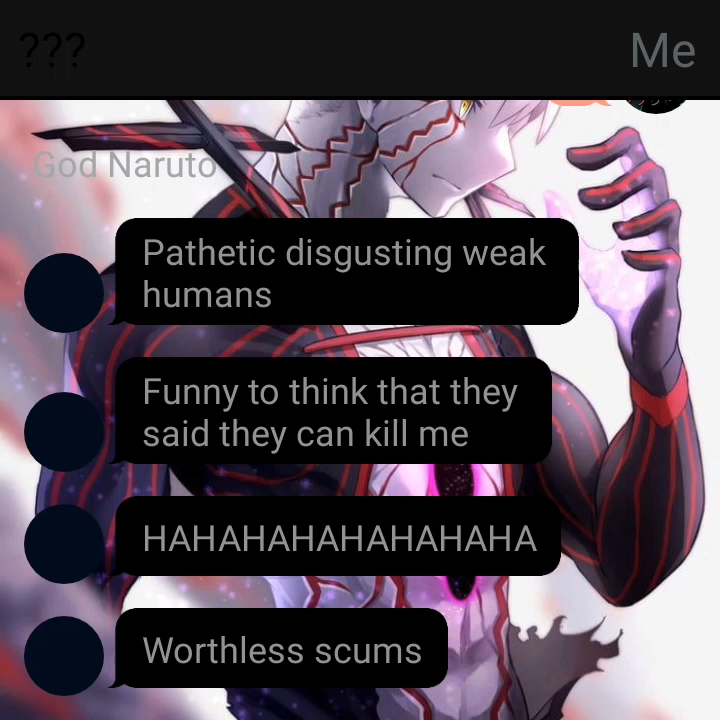 ???
Me
God Naruto
Pathetic disgusting weak
humans
Funny to think that they
said they can kill me
HAHAHAHAHAHAHAHA
Worthless scums